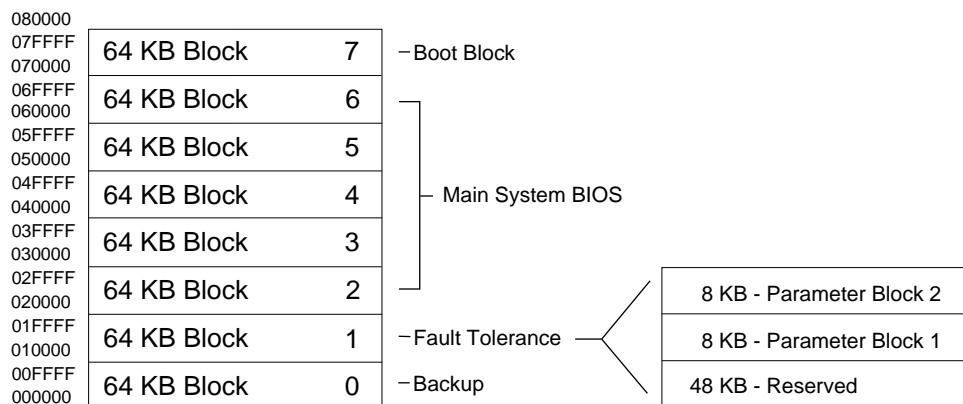 080000
07FFFF
070000
64 KB Block 7
Boot Block
06FFFF
060000
64 KB Block 6
05FFFF
050000
64 KB Block 5
04FFFF
040000
64 KB Block 4
Main System BIOS
03FFFF
030000
64 KB Block 3
02FFFF
020000
64 KB Block 2
8 KB - Parameter Block 2
01FFFF
010000
64 KB Block 1
Fault Tolerance
8 KB - Parameter Block 1
00FFFF
000000
64 KB Block 0
Backup
48 KB - Reserved